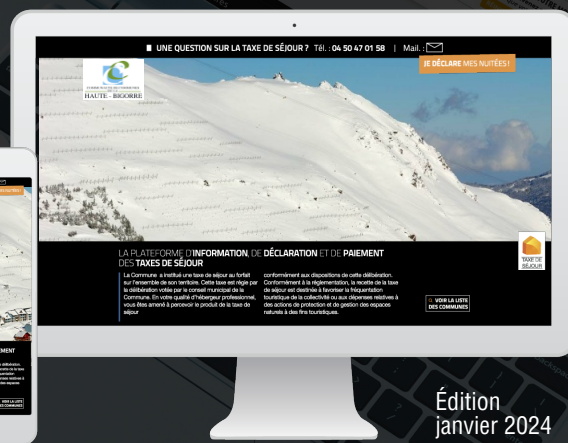 UNE QUESTION SUR LA TAXE DE SÉJOUR ? Tél. : 04 50 47 01 58 | Mail. :
JE DÉCLARE MES NUITÉES !
HAUTE - BIGORRE
LA PLATEFORME D'INFORMATION, DE DÉCLARATION ET DE PAIEMENT
DES TAXES DE SÉJOUR
La Commune a institué une taxe de séjour au forfait
sur l'ensemble de son territoire. Cette taxe est régie par
la délibération votée par le conseil municipal de la
Commune. En votre qualité d'hébergeur professionnel,
vous êtes amené à percevoir le produit de la taxe de
séjour
conformément aux dispositions de cette délibération.
Conformément à la réglementation, la recette de la taxe
de séjour est destinée à favoriser la fréquentation
touristique de la collectivité ou aux dépenses relatives à
des actions de protection et de gestion des espaces
naturels à des fins touristiques.
TAXE DE
SÉJOUR
VOIR LA LISTE
DES COMMUNES
Édition
janvier 2024